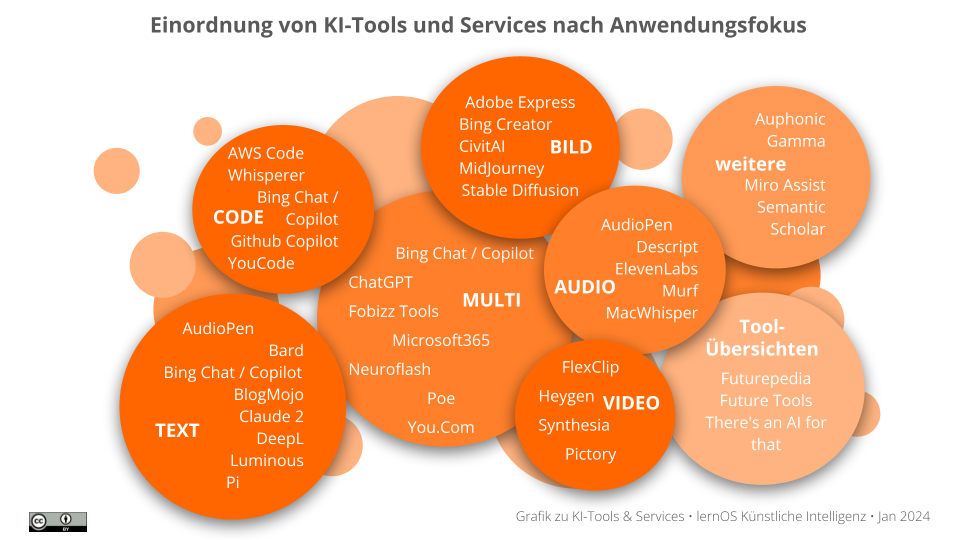 Einordnung von KI-Tools und Services nach Anwendungsfokus
AWS Code
Whisperer
Bing Chat /
CODE Copilot
Github Copilot
YouCode
Adobe Express
Bing Creator
CivitAI BILD
MidJourney
Stable Diffusion
Auphonic
Gamma
weitere
Miro Assist
Semantic
Scholar
Bing Chat / Copilot
ChatGPT
MULTI
Fobizz Tools
Microsoft365
Neuroflash
Poe
You.Com
AudioPen
Descript
ElevenLabs
AUDIO Murf
MacWhisper
AudioPen
Bard
Bing Chat / Copilot
BlogMojo
Claude 2
TEXT DeepL
Luminous
Pi
FlexClip
Heygen VIDEO
Synthesia
Pictory
Tool-
Übersichten
Futurepedia
Future Tools
There's an AI for
that
cc BY
Grafik zu KI-Tools & Services • lernOS Künstliche Intelligenz • Jan 2024